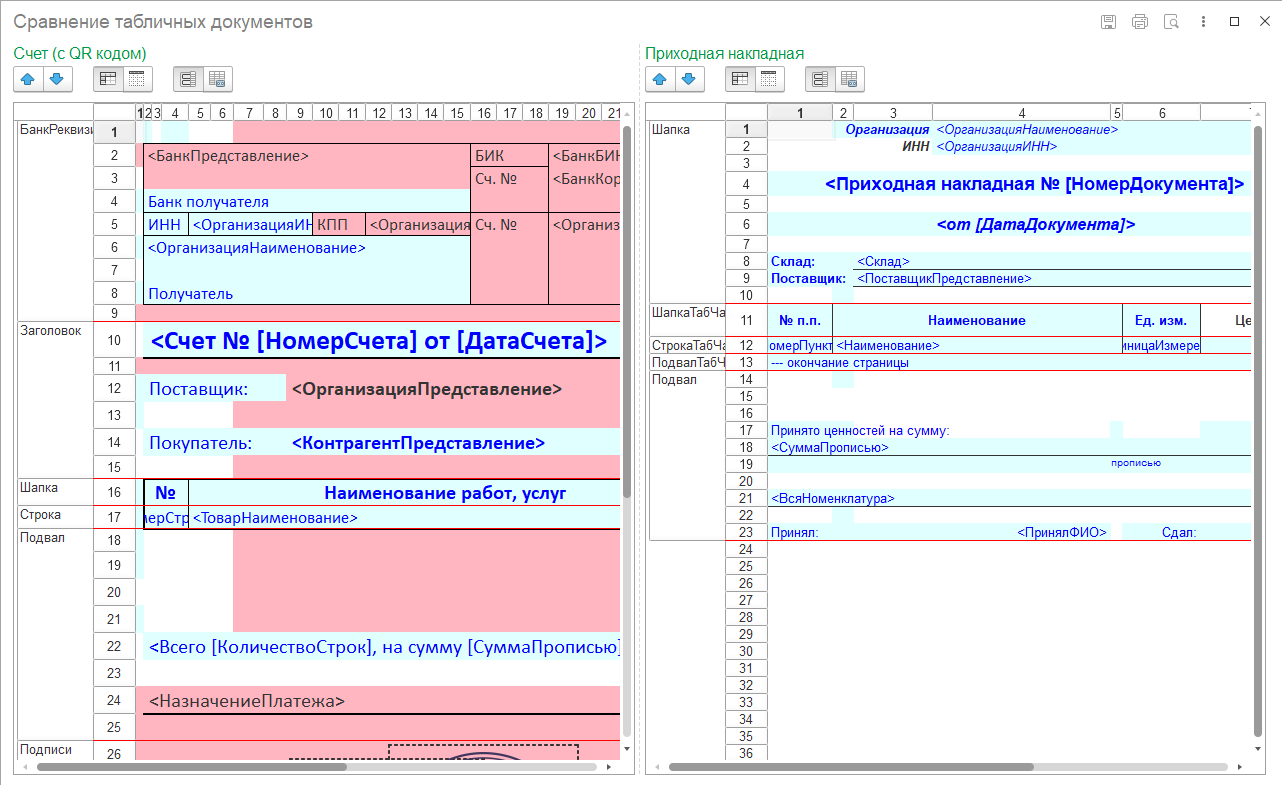 Сравнение табличных документов
Счет (с QR кодом)
1 2 3 4 5 6 7 8 9 10 11 12 13 14 15 16 17 18 19 20 21
БанкРеквизи 1
2 <БанкПредставление> БИК <БанкБИК
3 Сч. № <БанкКор
4 Банк получателя
5 ИНН <ОрганизацияИН КПП <Организация Сч. № <Организ
6 <ОрганизацияНаименование>
7
8 Получатель
9
Заголовок 10 <Счет № [НомерСчета] от [ДатаСчета]>
11
12 Поставщик: <ОрганизацияПредставление>
13
14 Покупатель: <КонтрагентПредставление>
15
Шапка 16 № Наименование работ, услуг
Строка 17 мерСтр <ТоварНаименование>
Подвал 18
19
20
21
22 <Всего [КоличествоСтрок], на сумму [СуммаПрописью]
23
24 <НазначениеПлатежа>
25
Подписи 26
Приходная накладная
1 2 3 4 5 6
Шапка 1 Организация <ОрганизацияНаименование>
2 ИНН <ОрганизацияИНН>
3
4 <Приходная накладная № [НомерДокумента]>
5
6 <от [ДатаДокумента]>
7
8 Склад: <Склад>
9 Поставщик: <ПоставщикПредставление>
10
ШапкаТабЧа 11 № п.п. Наименование Ед. изм. Це
СтрокаТабЧа 12 омерПункт <Наименование> иницаИзмере
ПодвалТабЧ 13 --- окончание страницы
Подвал 14
15
16
17 Принято ценностей на сумму:
18 <СуммаПрописью>
19 прописью
20
21 <ВсяНоменклатура>
22
23 Принял: <ПринялФИО> Сдал:
24
25
26
27
28
29
30
31
32
33
34
35
36